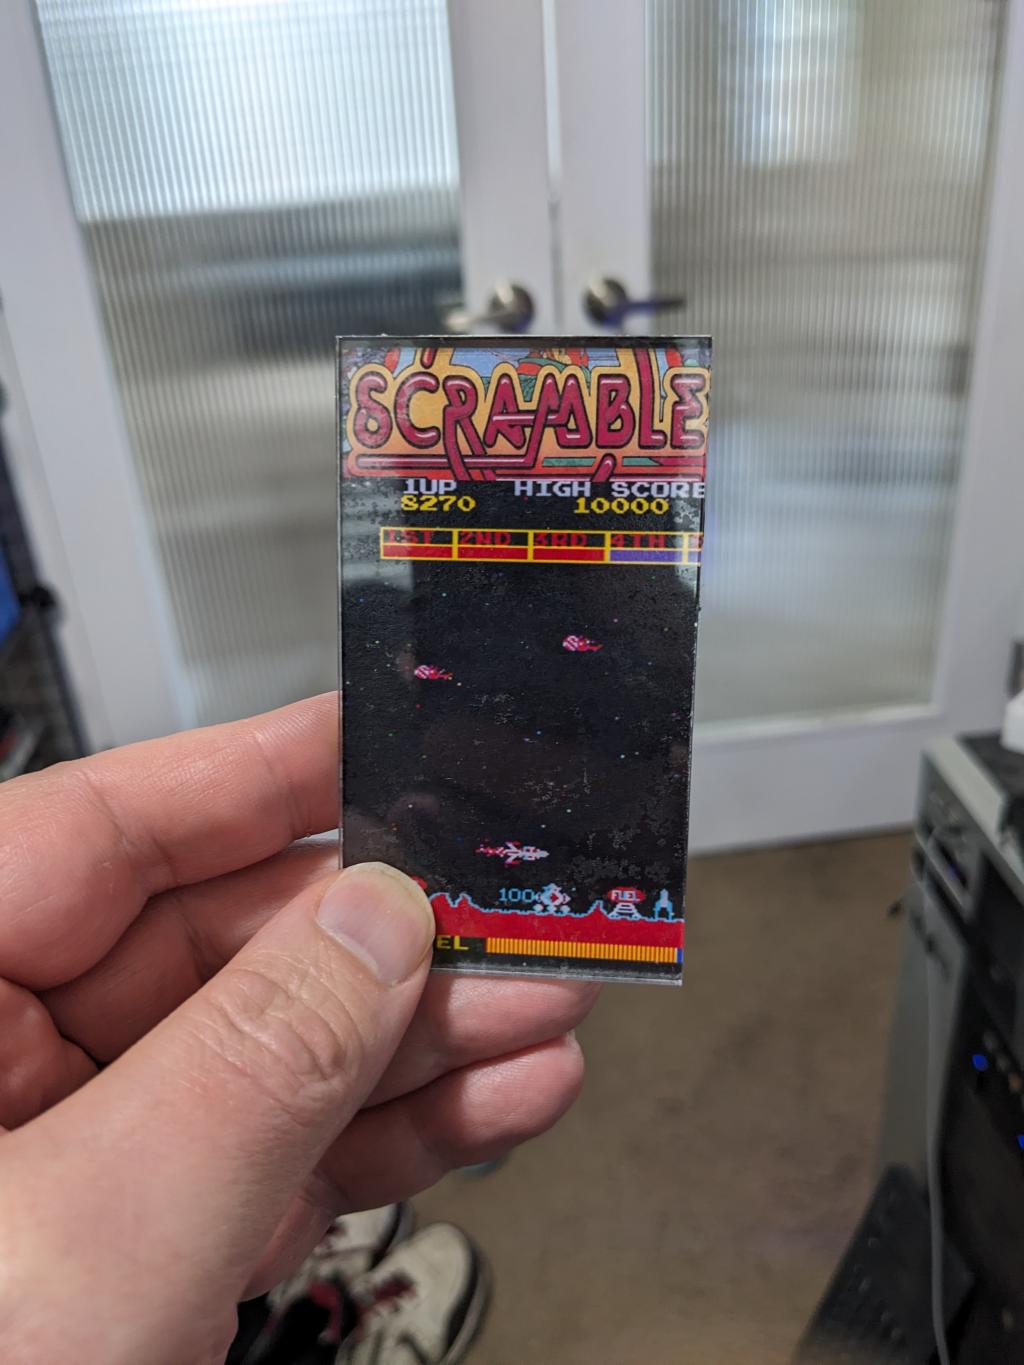 SCRAMBLE
1UP HIGH SCORE
8270 10000
1ST 2ND 3RD 4TH
100 FUEL
EL